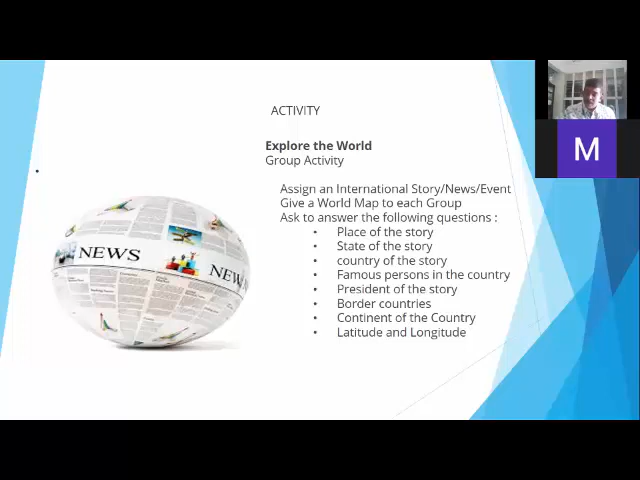 ACTIVITY
Explore the World
Group Activity
Assign an International Story/News/Event
Give a World Map to each Group
Ask to answer the following questions :
• Place of the story
• State of the story
• country of the story
• Famous persons in the country
• President of the story
• Border countries
• Continent of the Country
• Latitude and Longitude
NEWS
NEW
M